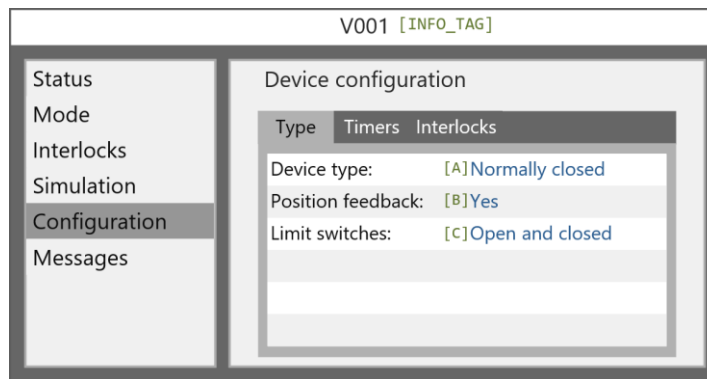 V001 [INFO_TAG]
Status
Mode
Interlocks
Simulation
Configuration
Messages
Device configuration
Type Timers Interlocks
Device type: [A]Normally closed
Position feedback: [B]Yes
Limit switches: [C]Open and closed